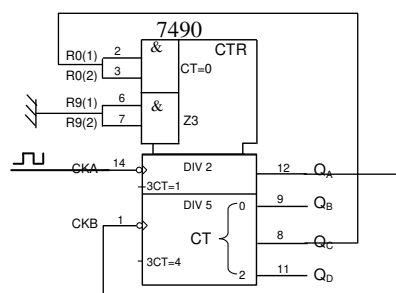 7490
& CTR
R0(1) 2
R0(2) 3 CT=0
R9(1) 6 &
R9(2) 7 Z3
CKA 14 DIV 2 12 QA
3CT=1
DIV 5 0 9 QB
CKB 1
CT 8 QC
3CT=4 2 11 QD